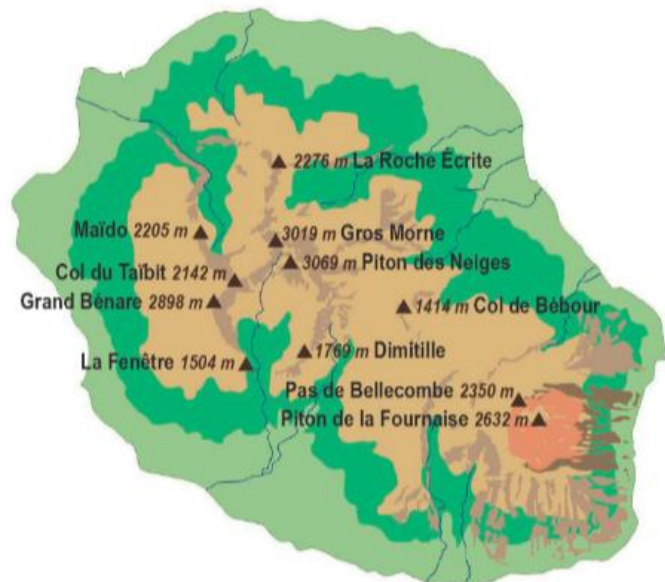 2276 m La Roche Écrite
Maïdo 2205 m
3019 m Gros Morne
3069 m Piton des Neiges
Col du Taïbit 2142 m
Grand Bénare 2898 m
1414 m Col de Bébour
La Fenêtre 1504 m
1769 m Dimitille
Pas de Bellecombe 2350 m
Piton de la Fournaise 2632 m